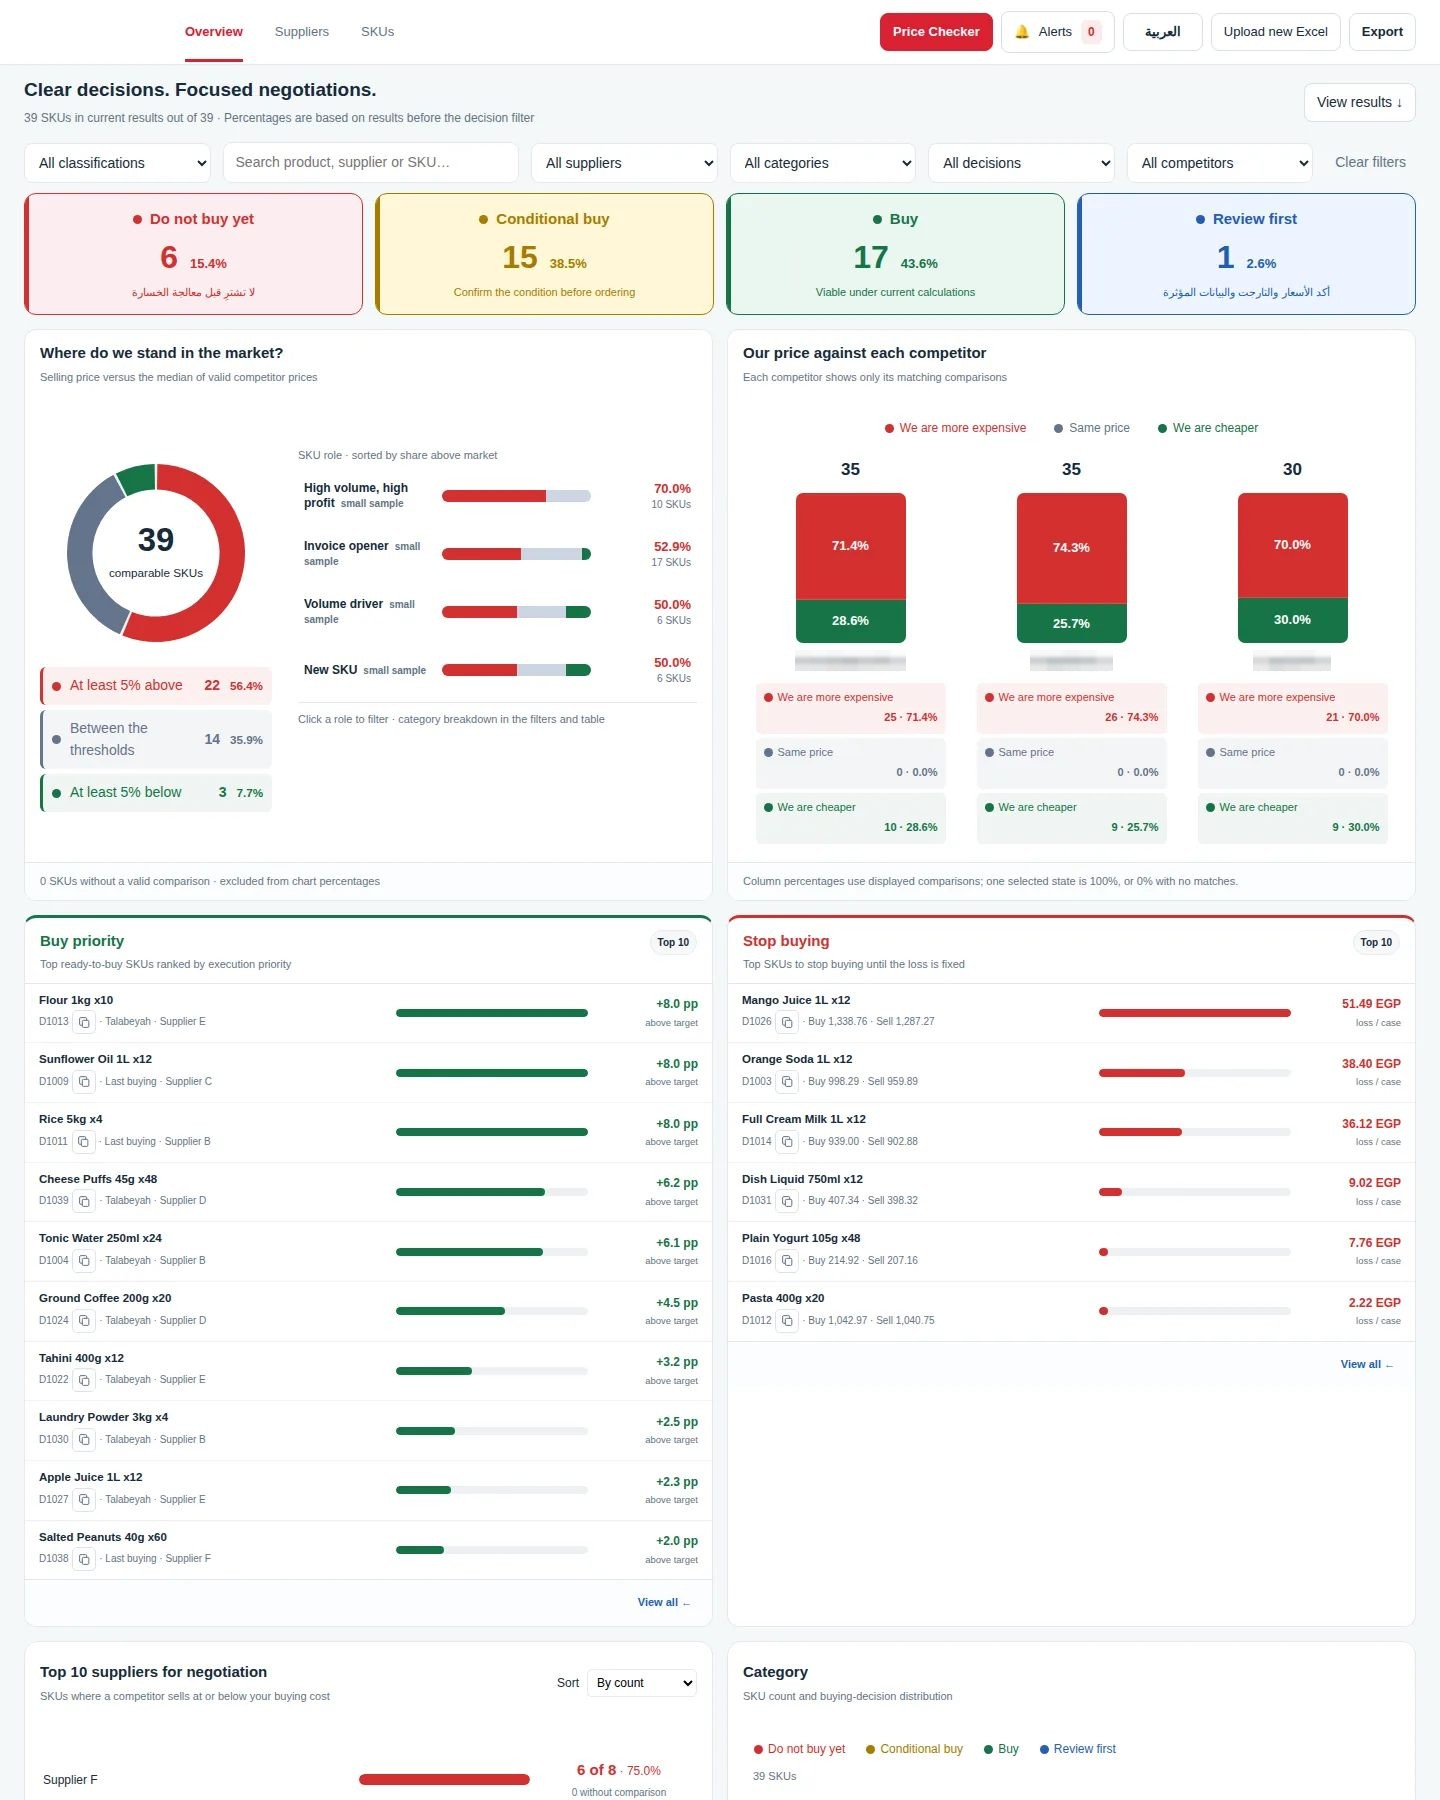 Overview
Suppliers
SKUs
Price Checker
🔔 Alerts 0
العربية
Upload new Excel
Export
Clear decisions. Focused negotiations.
39 SKUs in current results out of 39 · Percentages are based on results before the decision filter
View results ↓
All classifications
Search product, supplier or SKU…
All suppliers
All categories
All decisions
All competitors
Clear filters
Do not buy yet
6 15.4%
لا تشترِ قبل معالجة الخسارة
Conditional buy
15 38.5%
Confirm the condition before ordering
Buy
17 43.6%
Viable under current calculations
Review first
1 2.6%
أكد الأسعار والتارجت والبيانات المؤثرة
Where do we stand in the market?
Selling price versus the median of valid competitor prices
39
comparable SKUs
At least 5% above 22 56.4%
Between the
thresholds
14 35.9%
At least 5% below 3 7.7%
SKU role · sorted by share above market
High volume, high
profit small sample
70.0%
10 SKUs
Invoice opener small
sample
52.9%
17 SKUs
Volume driver small
sample
50.0%
6 SKUs
New SKU small sample
50.0%
6 SKUs
Click a role to filter · category breakdown in the filters and table
0 SKUs without a valid comparison · excluded from chart percentages
Our price against each competitor
Each competitor shows only its matching comparisons
We are more expensive
Same price
We are cheaper
35
71.4%
28.6%
We are more expensive
25 · 71.4%
Same price
0 · 0.0%
We are cheaper
10 · 28.6%
35
74.3%
25.7%
We are more expensive
26 · 74.3%
Same price
0 · 0.0%
We are cheaper
9 · 25.7%
30
70.0%
30.0%
We are more expensive
21 · 70.0%
Same price
0 · 0.0%
We are cheaper
9 · 30.0%
Column percentages use displayed comparisons; one selected state is 100%, or 0% with no matches.
Buy priority
Top 10
Top ready-to-buy SKUs ranked by execution priority
Flour 1kg x10
D1013 · Talabeyah · Supplier E
+8.0 pp
above target
Sunflower Oil 1L x12
D1009 · Last buying · Supplier C
+8.0 pp
above target
Rice 5kg x4
D1011 · Last buying · Supplier B
+8.0 pp
above target
Cheese Puffs 45g x48
D1039 · Talabeyah · Supplier D
+6.2 pp
above target
Tonic Water 250ml x24
D1004 · Talabeyah · Supplier B
+6.1 pp
above target
Ground Coffee 200g x20
D1024 · Talabeyah · Supplier D
+4.5 pp
above target
Tahini 400g x12
D1022 · Talabeyah · Supplier E
+3.2 pp
above target
Laundry Powder 3kg x4
D1030 · Talabeyah · Supplier B
+2.5 pp
above target
Apple Juice 1L x12
D1027 · Talabeyah · Supplier E
+2.3 pp
above target
Salted Peanuts 40g x60
D1038 · Last buying · Supplier F
+2.0 pp
above target
View all ←
Stop buying
Top 10
Top SKUs to stop buying until the loss is fixed
Mango Juice 1L x12
D1026 · Buy 1,338.76 · Sell 1,287.27
51.49 EGP
loss / case
Orange Soda 1L x12
D1003 · Buy 998.29 · Sell 959.89
38.40 EGP
loss / case
Full Cream Milk 1L x12
D1014 · Buy 939.00 · Sell 902.88
36.12 EGP
loss / case
Dish Liquid 750ml x12
D1031 · Buy 407.34 · Sell 398.32
9.02 EGP
loss / case
Plain Yogurt 105g x48
D1016 · Buy 214.92 · Sell 207.16
7.76 EGP
loss / case
Pasta 400g x20
D1012 · Buy 1,042.97 · Sell 1,040.75
2.22 EGP
loss / case
View all ←
Top 10 suppliers for negotiation
SKUs where a competitor sells at or below your buying cost
Sort By count
Supplier F
6 of 8 · 75.0%
0 without comparison
Category
SKU count and buying-decision distribution
Do not buy yet
Conditional buy
Buy
Review first
39 SKUs